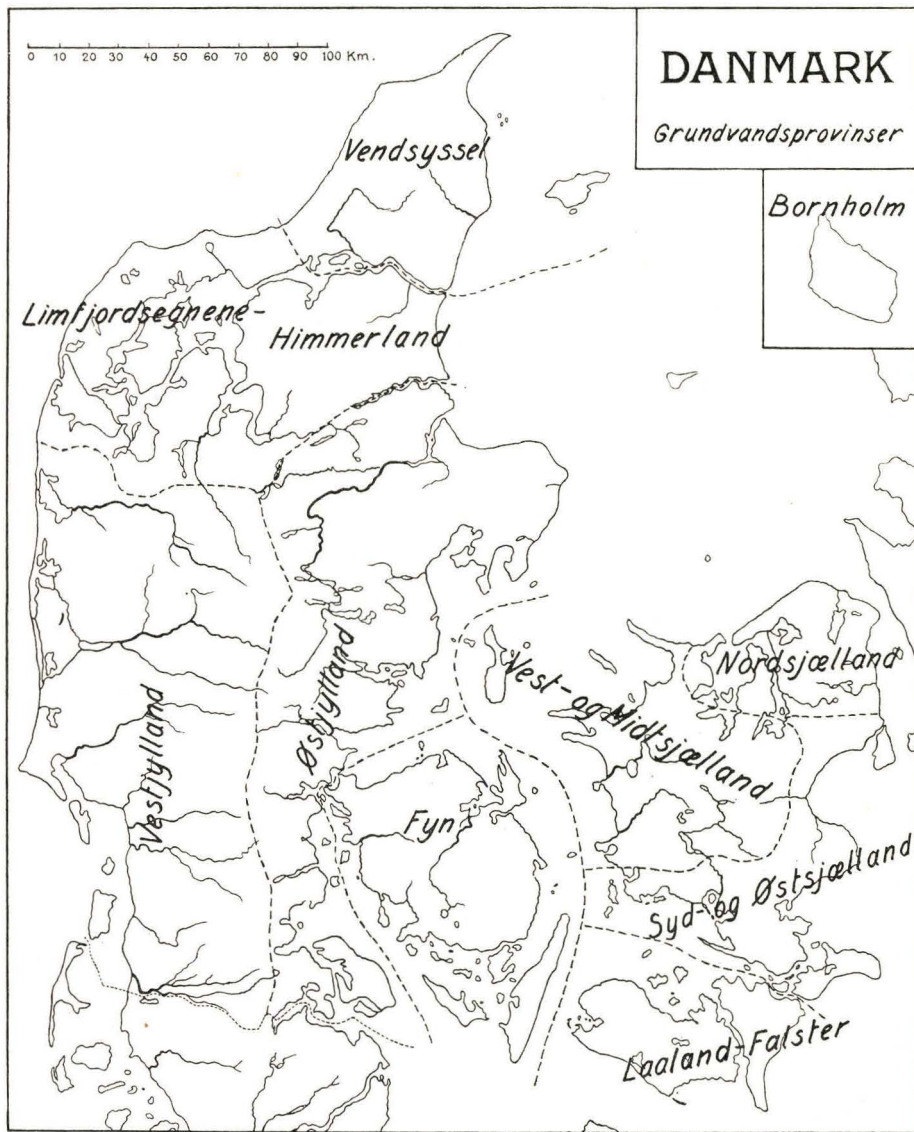 0 10 20 30 40 50 60 70 80 90 100 Km.
DANMARK
Grundvandsprovinser
Bornholm
Vendsyssel
Limfjordsegnene-
Himmerland
Nordsjælland
Vest- og Midtsjælland
Østjylland
Vestjylland
Fyn
Syd- og Østsjælland
Laaland-Falster